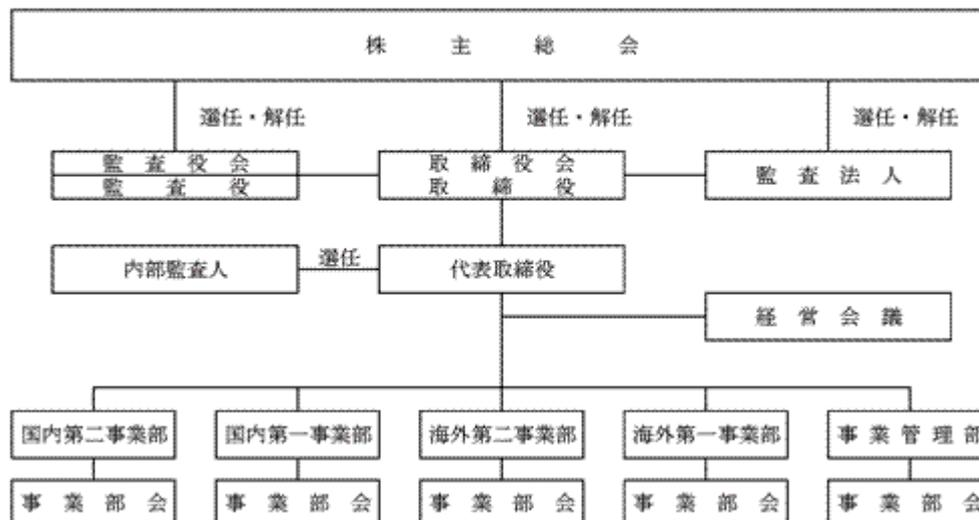 株主総会
選任・解任
選任・解任
選任・解任
監査役会
監査役
取締役会
取締役
監査法人
内部監査人
選任
代表取締役
経営会議
国内第二事業部
国内第一事業部
海外第二事業部
海外第一事業部
事業管理部
事業部会
事業部会
事業部会
事業部会
事業部会